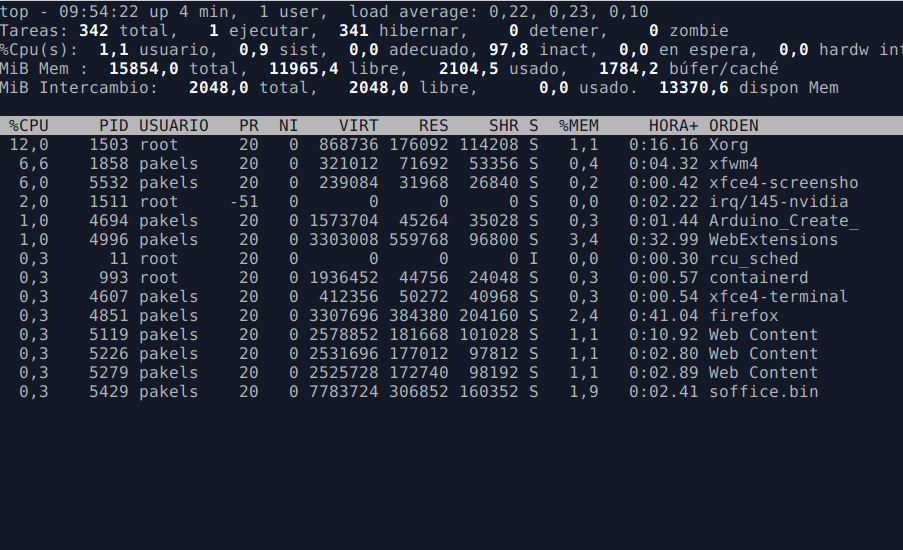 top - 09:54:22 up 4 min,  1 user,  load average: 0,22, 0,23, 0,10
Tareas: 342 total,   1 ejecutar,  341 hibernar,    0 detener,    0 zombie
%Cpu(s):  1,1 usuario,  0,9 sist,  0,0 adecuado, 97,8 inact,  0,0 en espera,  0,0 hardw int
MiB Mem :  15854,0 total,  11965,4 libre,   2104,5 usado,   1784,2 búfer/caché
MiB Intercambio:   2048,0 total,   2048,0 libre,      0,0 usado.  13370,6 dispon Mem
%CPU     PID USUARIO   PR  NI    VIRT    RES    SHR S  %MEM     HORA+ ORDEN
12,0    1503 root      20   0  868736 176092 114208 S   1,1   0:16.16 Xorg
6,6    1858 pakels    20   0  321012  71692  53356 S   0,4   0:04.32 xfwm4
6,0    5532 pakels    20   0  239084  31968  26840 S   0,2   0:00.42 xfce4-screensho
2,0    1511 root     -51   0       0      0      0 S   0,0   0:02.22 irq/145-nvidia
1,0    4694 pakels    20   0 1573704  45264  35028 S   0,3   0:01.44 Arduino_Create_
1,0    4996 pakels    20   0 3303008 559768  96800 S   3,4   0:32.99 WebExtensions
0,3      11 root      20   0       0      0      0 I   0,0   0:00.30 rcu_sched
0,3     993 root      20   0 1936452  44756  24048 S   0,3   0:00.57 containerd
0,3    4607 pakels    20   0  412356  50272  40968 S   0,3   0:00.54 xfce4-terminal
0,3    4851 pakels    20   0 3307696 384380 204160 S   2,4   0:41.04 firefox
0,3    5119 pakels    20   0 2578852 181668 101028 S   1,1   0:10.92 Web Content
0,3    5226 pakels    20   0 2531696 177012  97812 S   1,1   0:02.80 Web Content
0,3    5279 pakels    20   0 2525728 172740  98192 S   1,1   0:02.89 Web Content
0,3    5429 pakels    20   0 7783724 306852 160352 S   1,9   0:02.41 soffice.bin